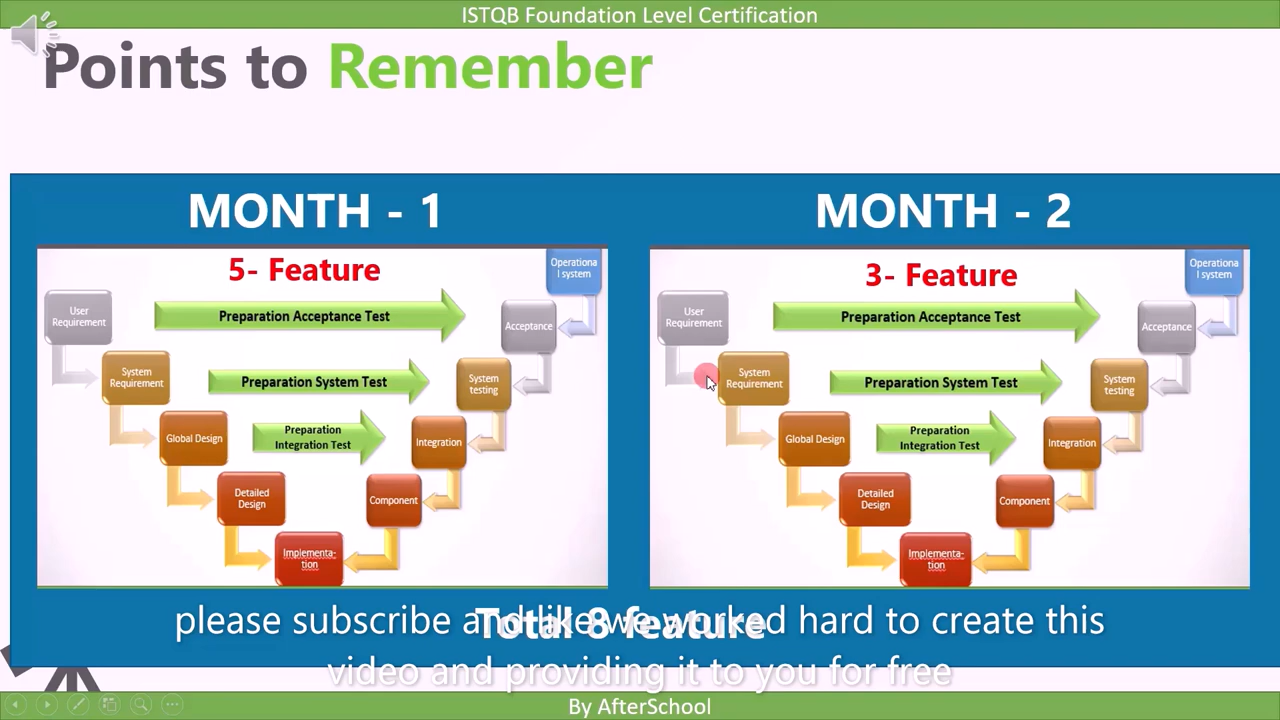 ISTQB Foundation Level Certification
Points to Remember
MONTH - 1
5- Feature
Operationa
l system
User
Requirement
Preparation Acceptance Test
Acceptance
System
Requirement
Preparation System Test
System
testing
Global Design
Preparation
Integration Test
Integration
Detailed
Design
Component
Implementa-
tion
MONTH - 2
3- Feature
Operationa
l system
User
Requirement
Preparation Acceptance Test
Acceptance
System
Requirement
Preparation System Test
System
testing
Global Design
Preparation
Integration Test
Integration
Detailed
Design
Component
Implementa-
tion
Total 8 feature
please subscribe and like we worked hard to create this
video and providing it to you for free
By AfterSchool